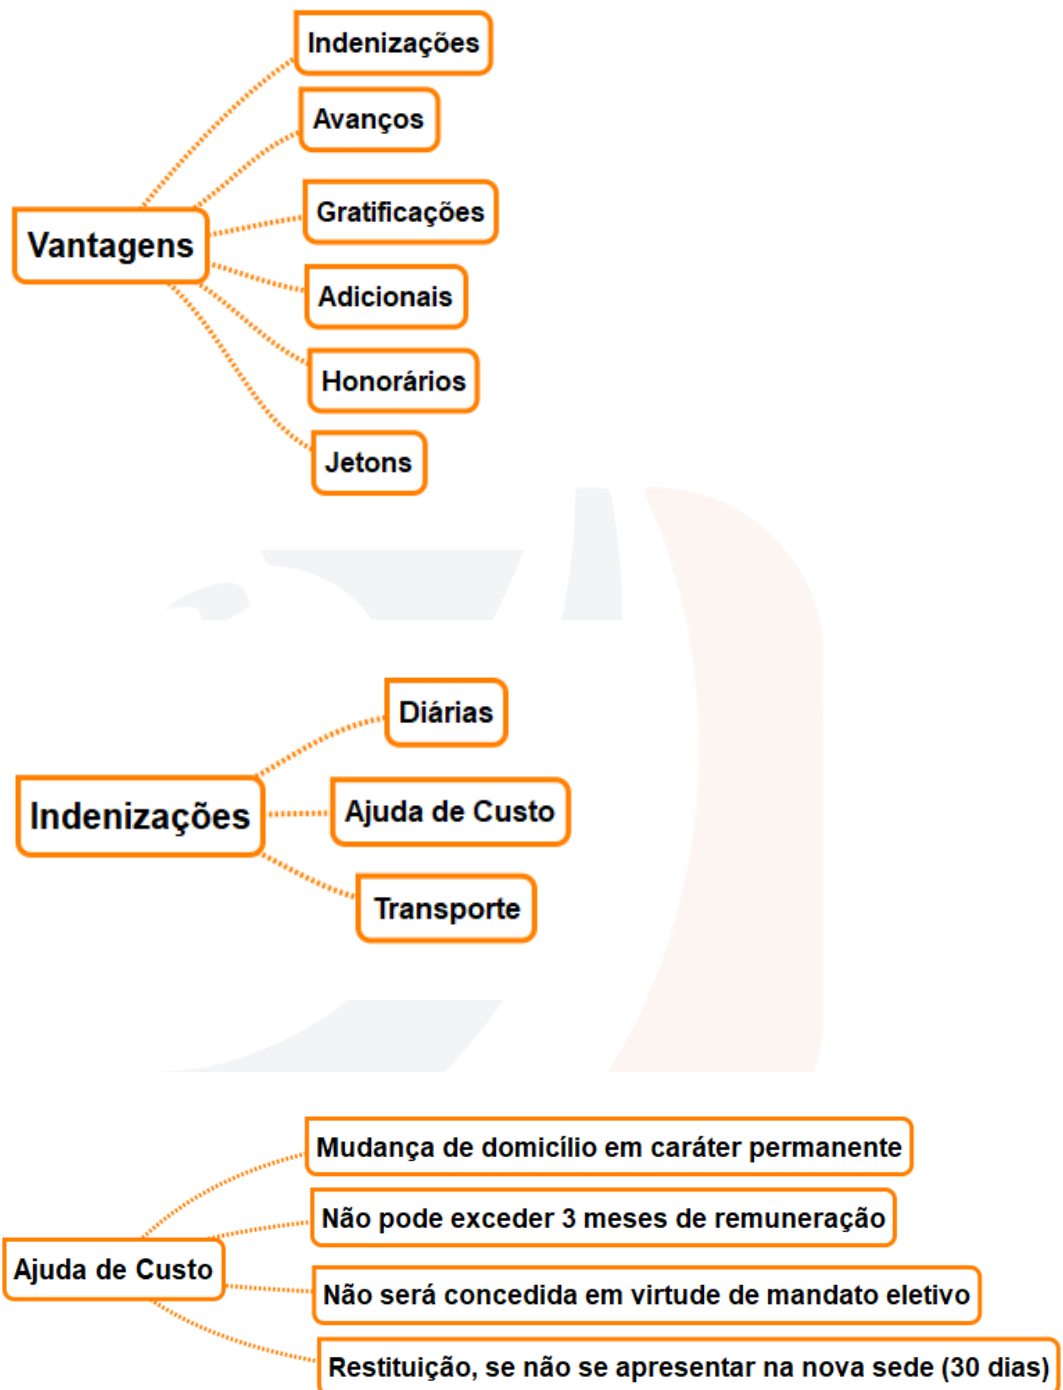 Indenizações
Avanços
Gratificações
Vantagens
Adicionais
Honorários
Jetons
Diárias
Indenizações
Ajuda de Custo
Transporte
Mudança de domicílio em caráter permanente
Não pode exceder 3 meses de remuneração
Ajuda de Custo
Não será concedida em virtude de mandato eletivo
Restituição, se não se apresentar na nova sede (30 dias)